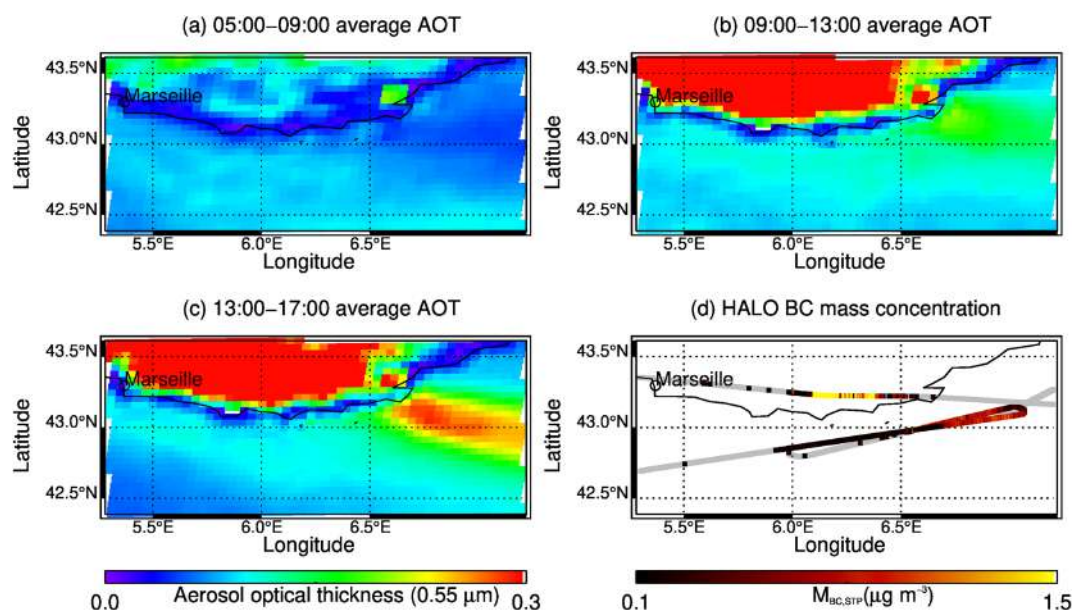 (a) 05:00–09:00 average AOT
(b) 09:00–13:00 average AOT
43.5°N
43.0°N
42.5°N
Latitude
Marseille
5.5°E 6.0°E 6.5°E
Longitude
43.5°N
43.0°N
42.5°N
Latitude
Marseille
5.5°E 6.0°E 6.5°E
Longitude
(c) 13:00–17:00 average AOT
(d) HALO BC mass concentration
43.5°N
43.0°N
42.5°N
Latitude
Marseille
5.5°E 6.0°E 6.5°E
Longitude
43.5°N
43.0°N
42.5°N
Latitude
Marseille
5.5°E 6.0°E 6.5°E
Longitude
0.0 Aerosol optical thickness (0.55 μm) 0.3
0.1 M_BC,STP(μg m⁻³) 1.5